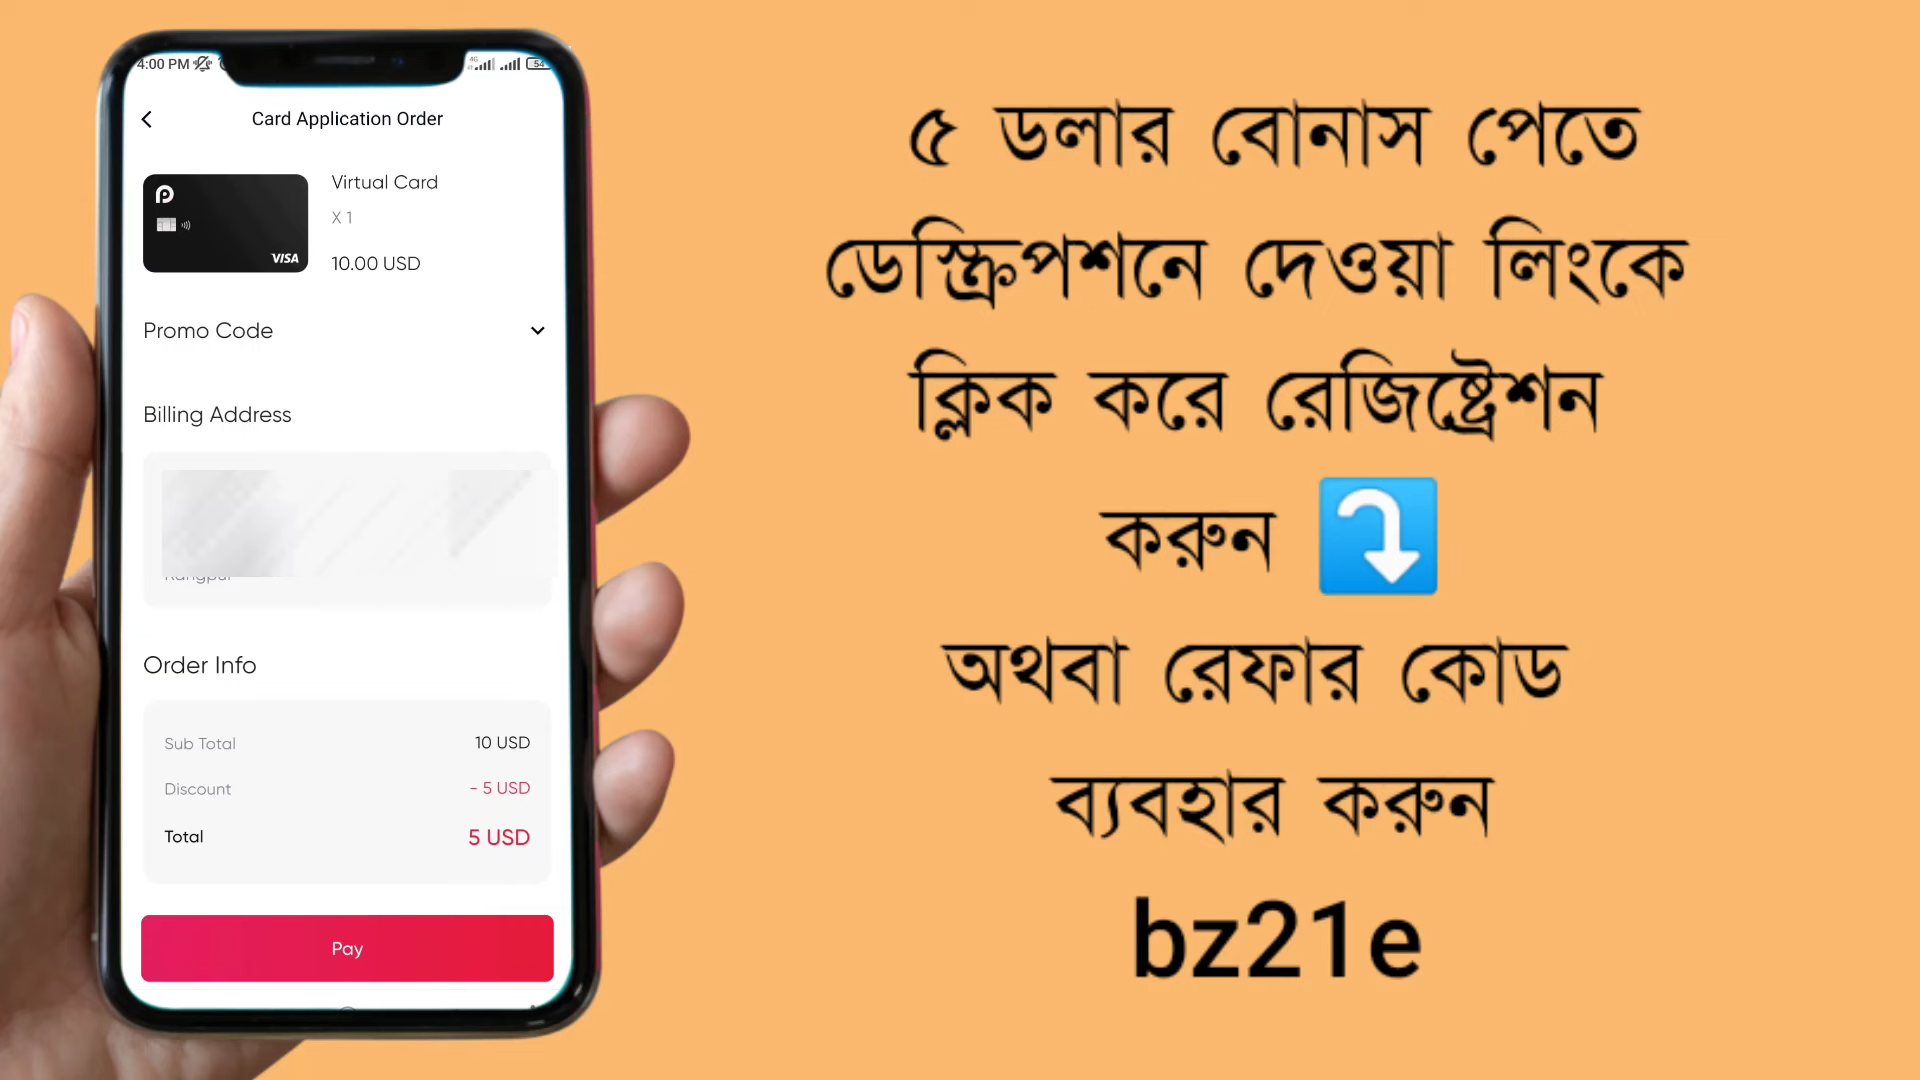 4:00 PM
4G
54
Card Application Order
Virtual Card
X 1
VISA
10.00 USD
Promo Code
Billing Address
Order Info
Sub Total 10 USD
Discount - 5 USD
Total 5 USD
Pay
৫ ডলার বোনাস পেতে
ডেস্ক্রিপশনে দেওয়া লিংকে
ক্লিক করে রেজিষ্ট্রেশন
করুন
অথবা রেফার কোড
ব্যবহার করুন
bz21e